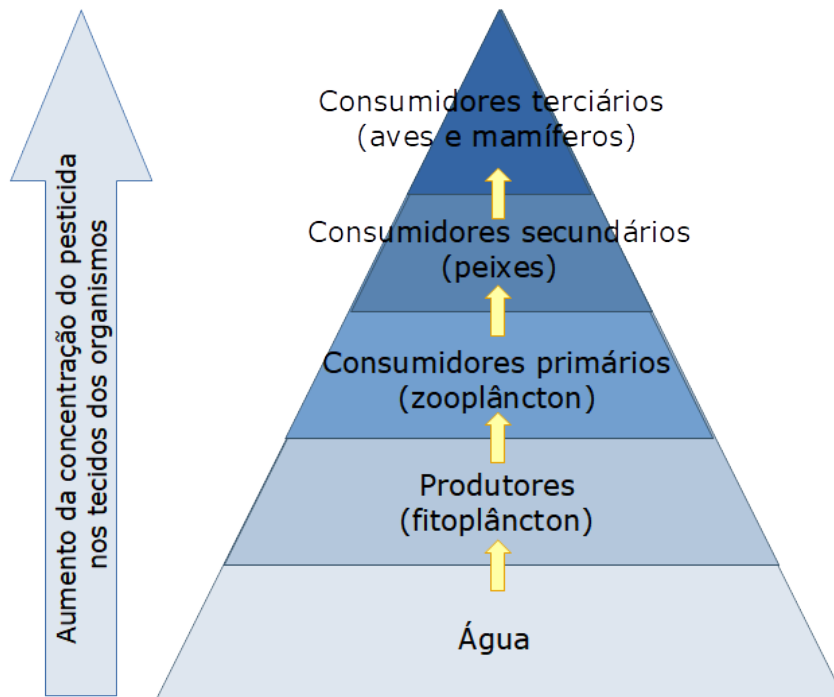 Aumento da concentração do pesticida
nos tecidos dos organismos
Consumidores terciários
(aves e mamíferos)
Consumidores secundários
(peixes)
Consumidores primários
(zooplâncton)
Produtores
(fitoplâncton)
Água